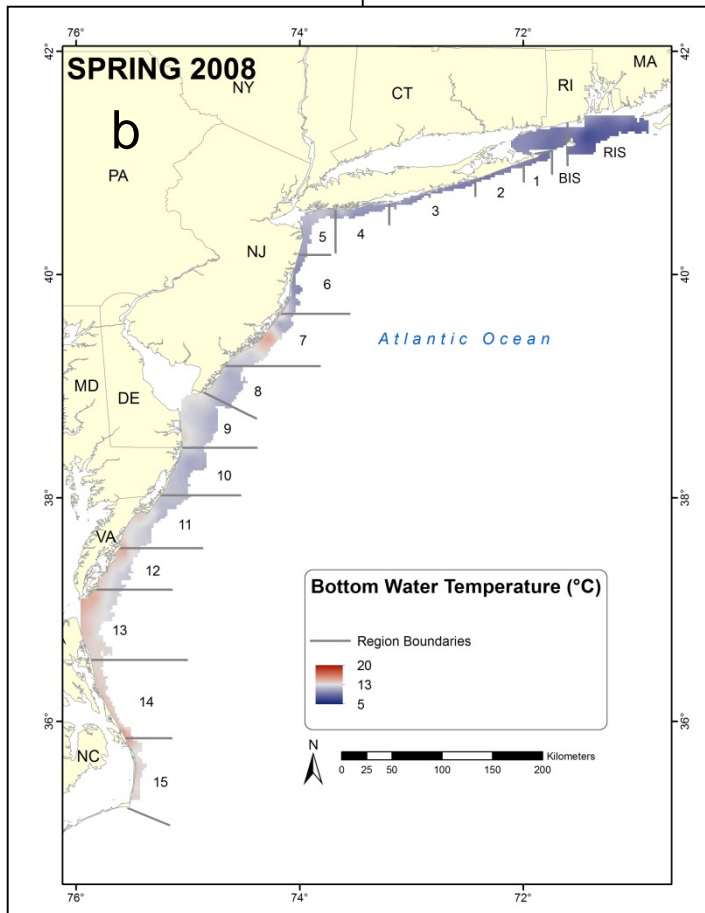 76° 74° 72°
42° 42°
SPRING 2008
b
NY
CT
RI
MA
PA
RIS
BIS
1
2
3
4
5
NJ
40° 40°
6
7
Atlantic Ocean
MD
DE
8
9
10
38° 38°
11
VA
12
13
14
36° 36°
NC
15
Bottom Water Temperature (°C)
Region Boundaries
20
13
5
N
Kilometers
0 25 50 100 150 200
76° 74° 72°